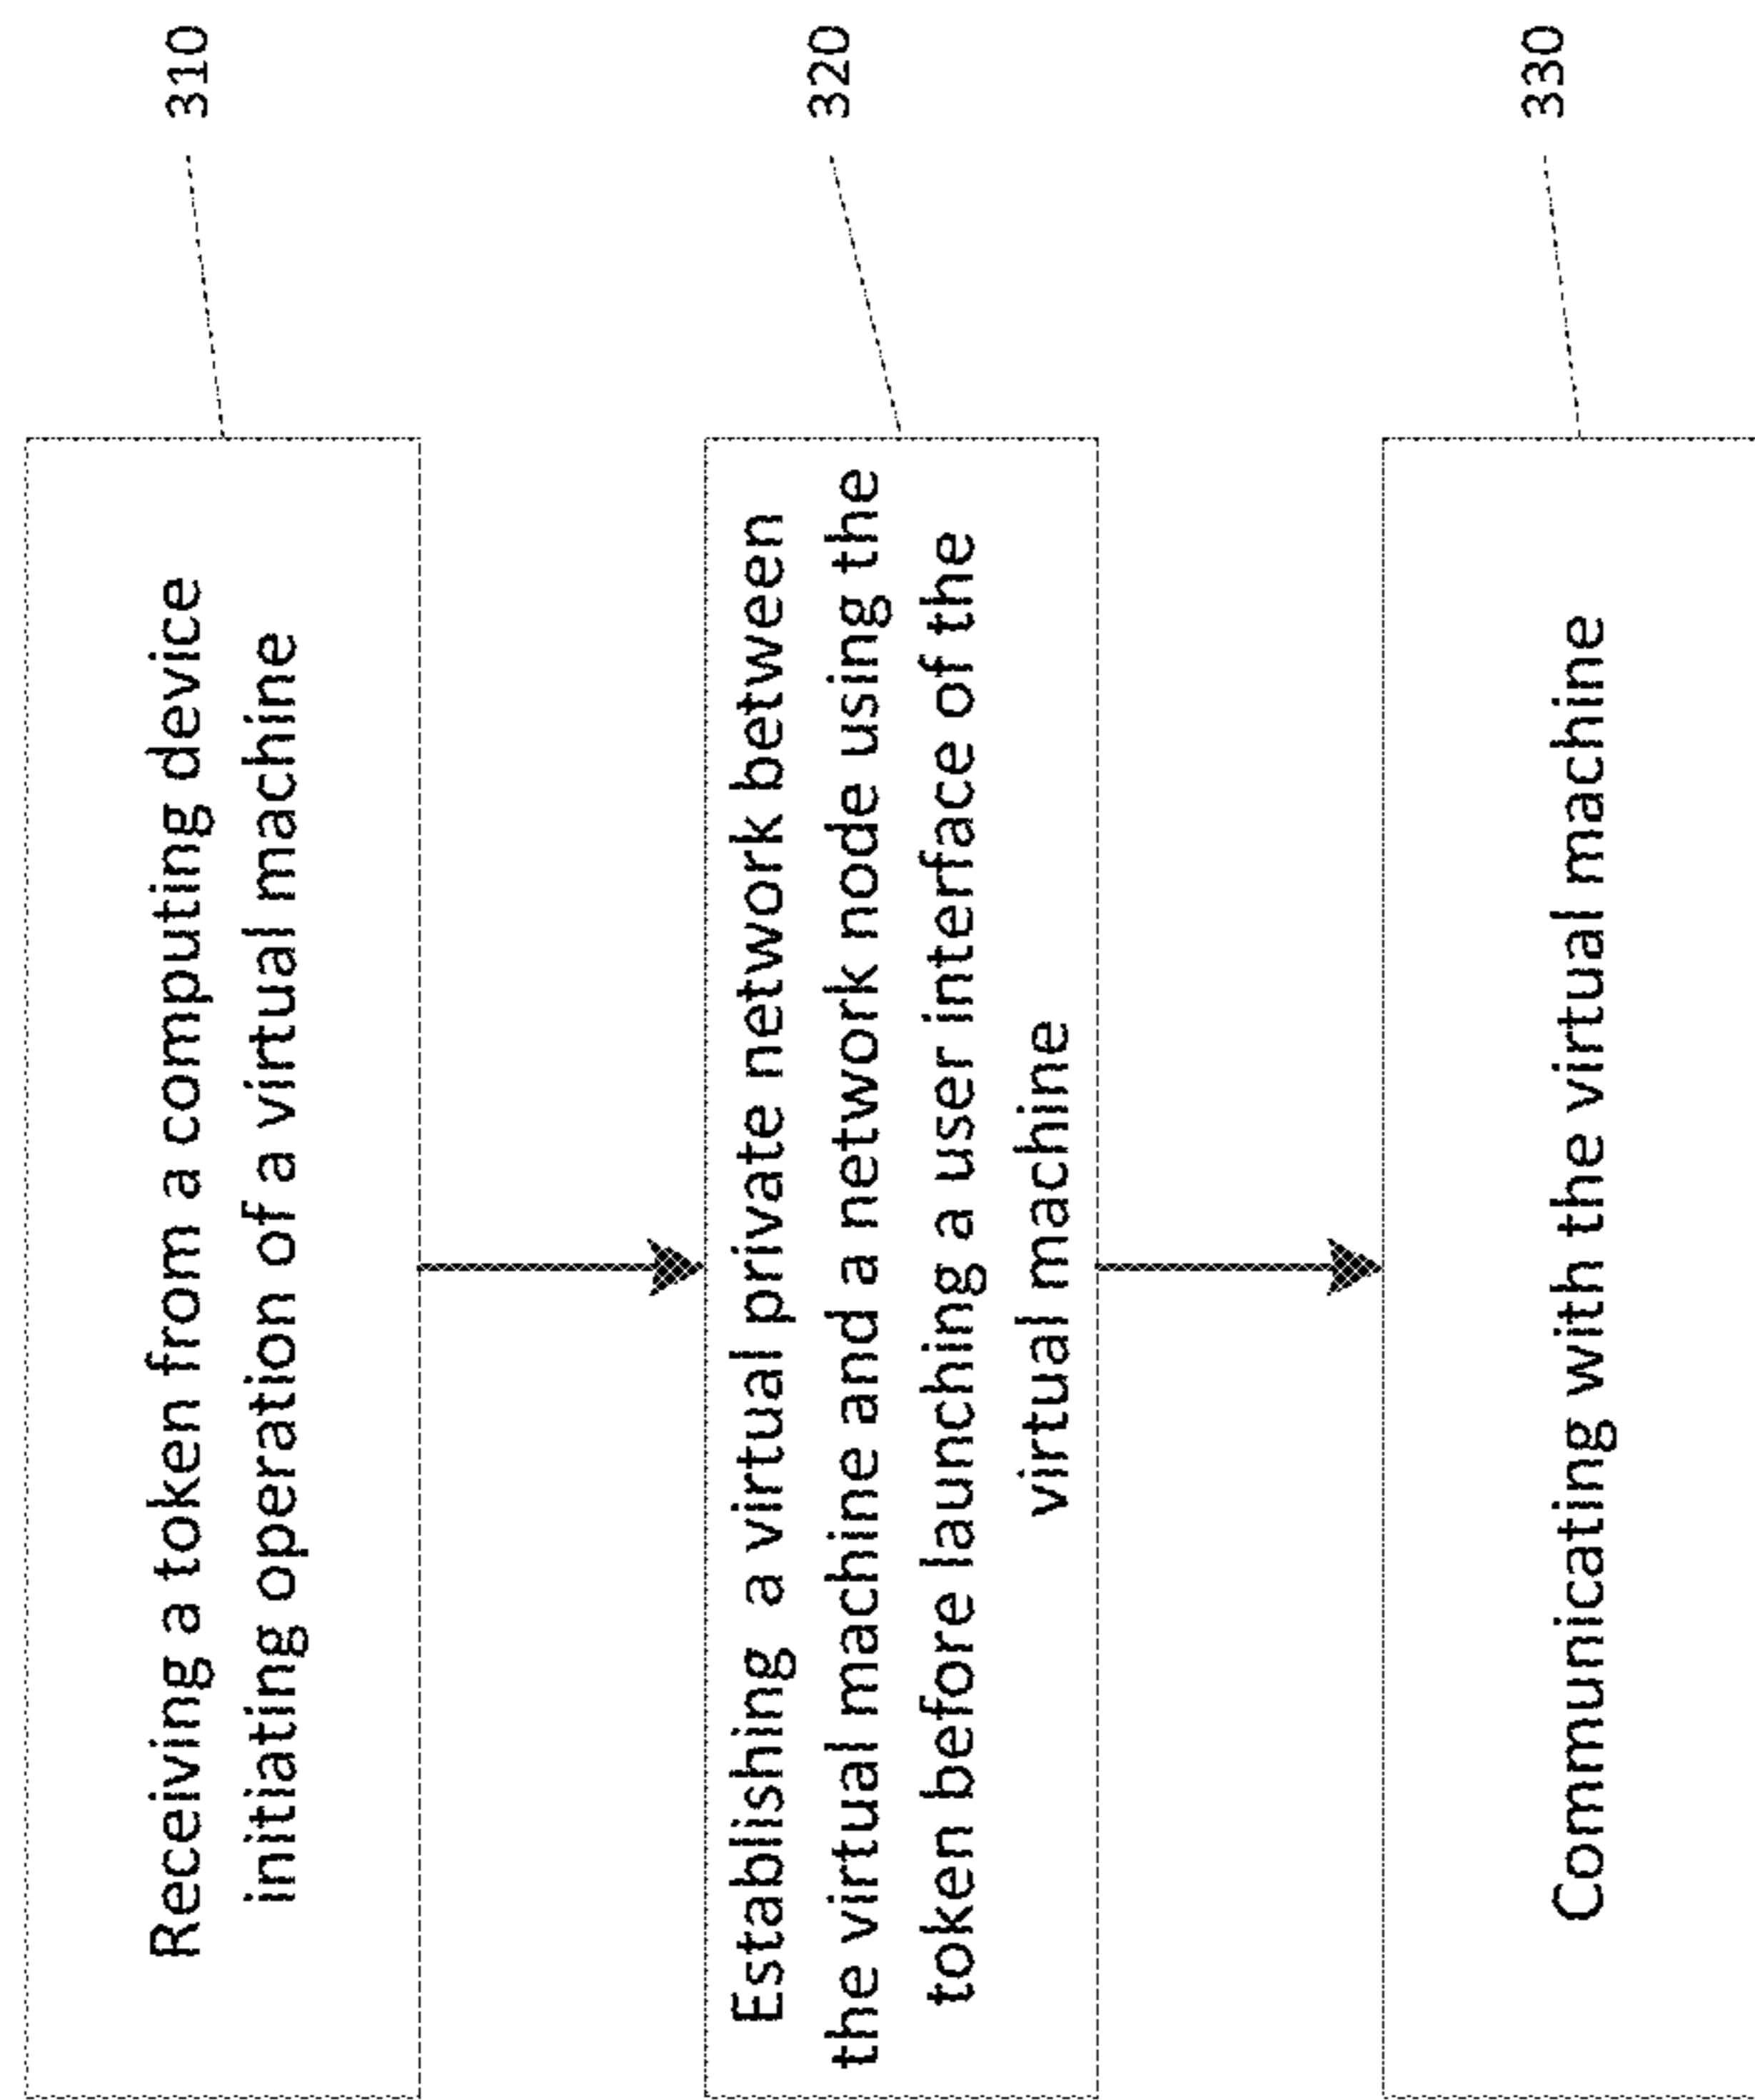 Receiving a token from a computing device
initiating operation of a virtual machine
310
Establishing a virtual private network between
the virtual machine and a network node using the
token before launching a user interface of the
virtual machine
320
Communicating with the virtual machine
330